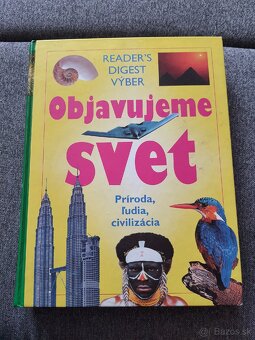 READER'S
DIGEST
VÝBER
Objavujeme
svet
Príroda,
ľudia,
civilizácia
Bazos.sk